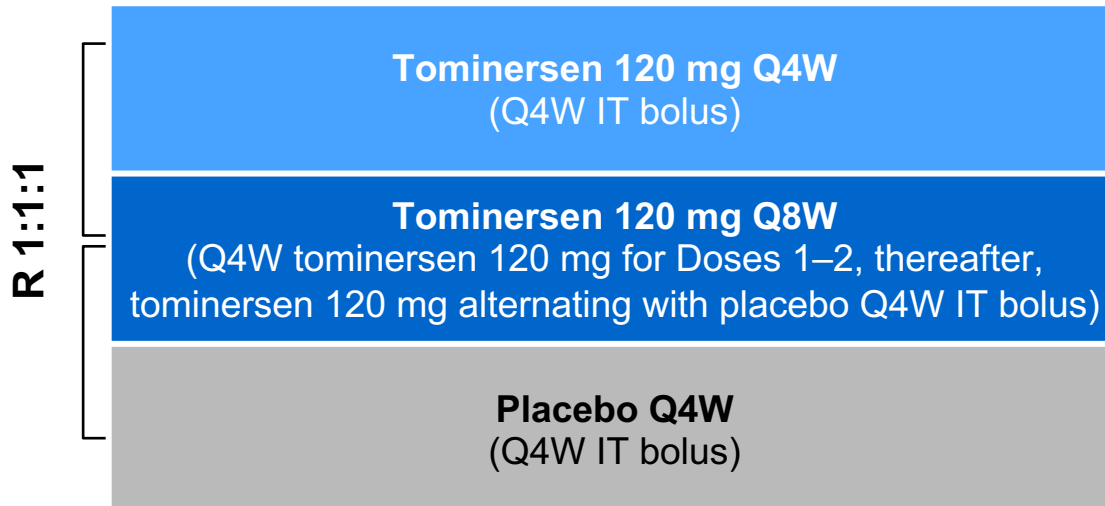 R 1:1:1
Tominersen 120 mg Q4W
(Q4W IT bolus)
Tominersen 120 mg Q8W
(Q4W tominersen 120 mg for Doses 1–2, thereafter,
tominersen 120 mg alternating with placebo Q4W IT bolus)
Placebo Q4W
(Q4W IT bolus)